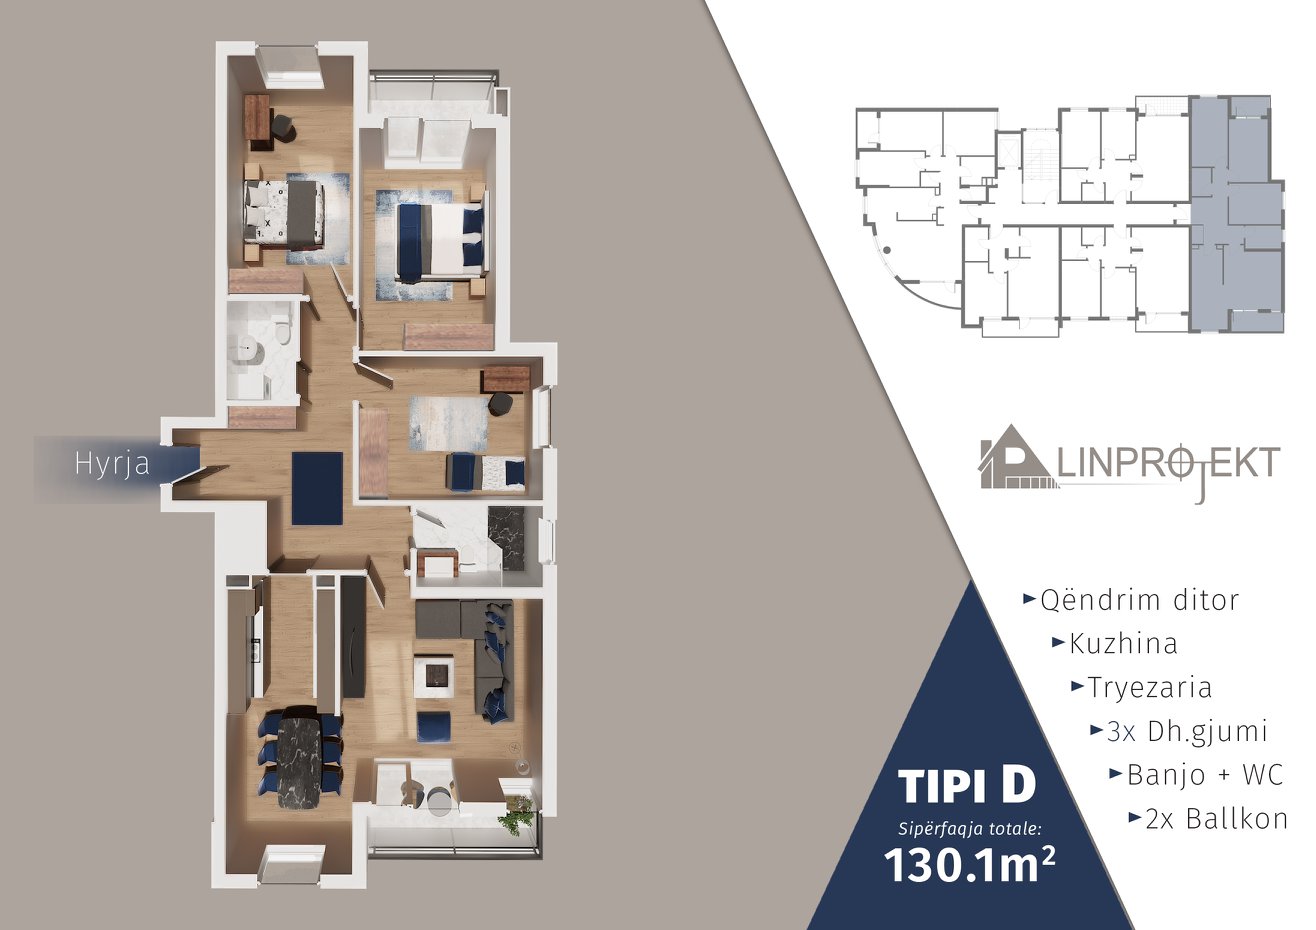 Hyrja
LINPROJEKT
Qëndrim ditor
Kuzhina
Tryezaria
3x Dh.gjumi
Banjo + WC
2x Ballkon
TIPI D
Sipërfaqja totale:
130.1m²